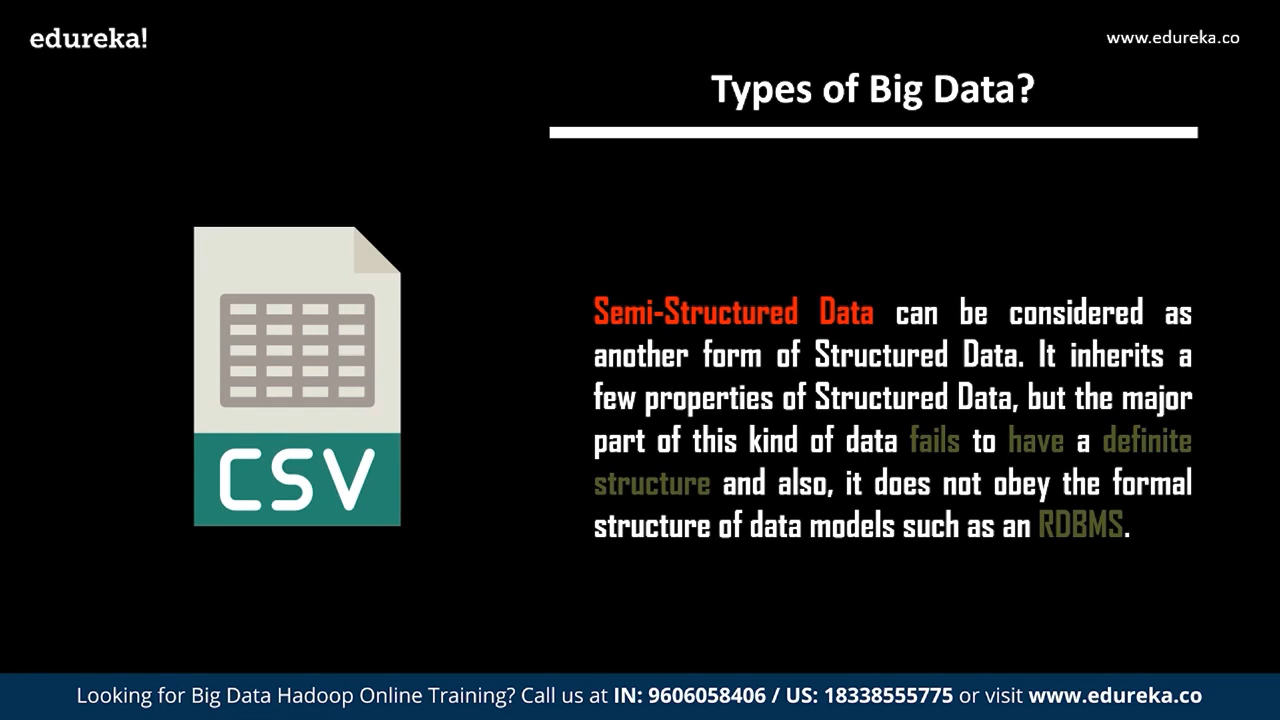 edureka!
www.edureka.co
Types of Big Data?
Semi-Structured Data can be considered as
another form of Structured Data. It inherits a
few properties of Structured Data, but the major
part of this kind of data fails to have a definite
structure and also, it does not obey the formal
structure of data models such as an RDBMS.
CSV
Looking for Big Data Hadoop Online Training? Call us at IN: 9606058406 / US: 18338555775 or visit www.edureka.co